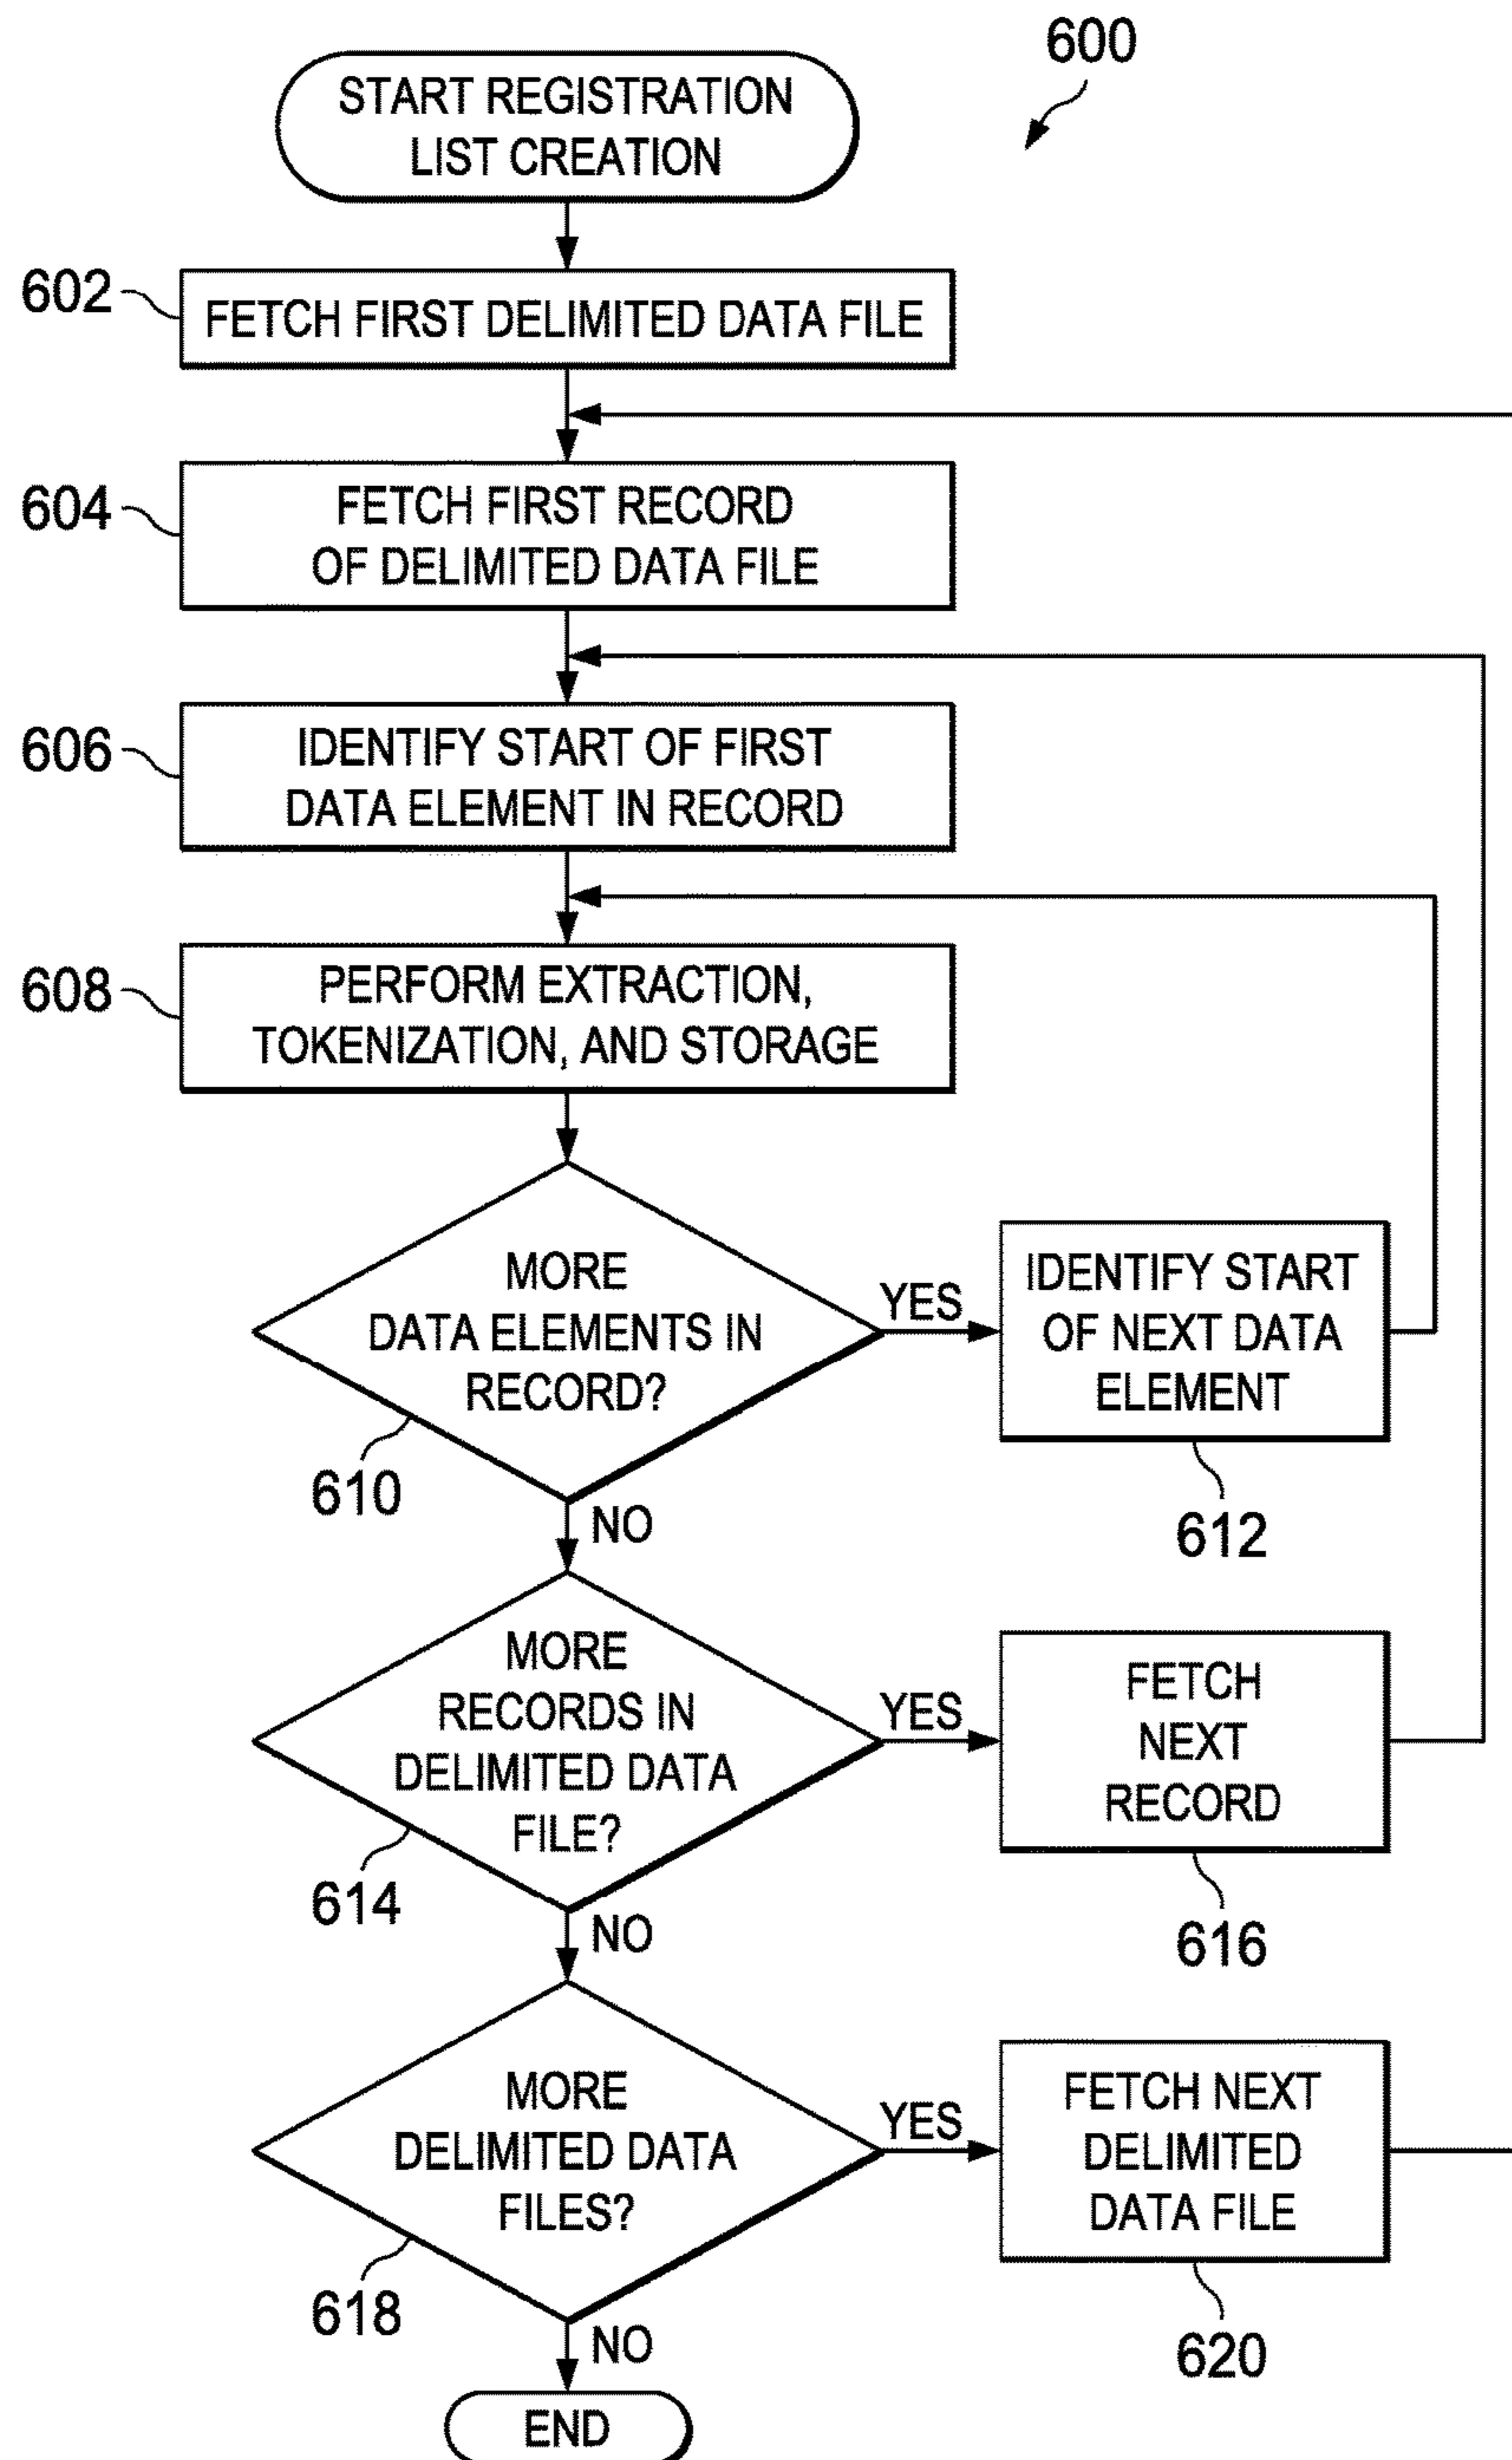 600
START REGISTRATION
LIST CREATION
602
FETCH FIRST DELIMITED DATA FILE
604
FETCH FIRST RECORD
OF DELIMITED DATA FILE
606
IDENTIFY START OF FIRST
DATA ELEMENT IN RECORD
608
PERFORM EXTRACTION,
TOKENIZATION, AND STORAGE
MORE
DATA ELEMENTS IN
RECORD?
610
YES
IDENTIFY START
OF NEXT DATA
ELEMENT
612
NO
MORE
RECORDS IN
DELIMITED DATA
FILE?
614
YES
FETCH
NEXT
RECORD
616
NO
MORE
DELIMITED DATA
FILES?
618
YES
FETCH NEXT
DELIMITED
DATA FILE
620
NO
END